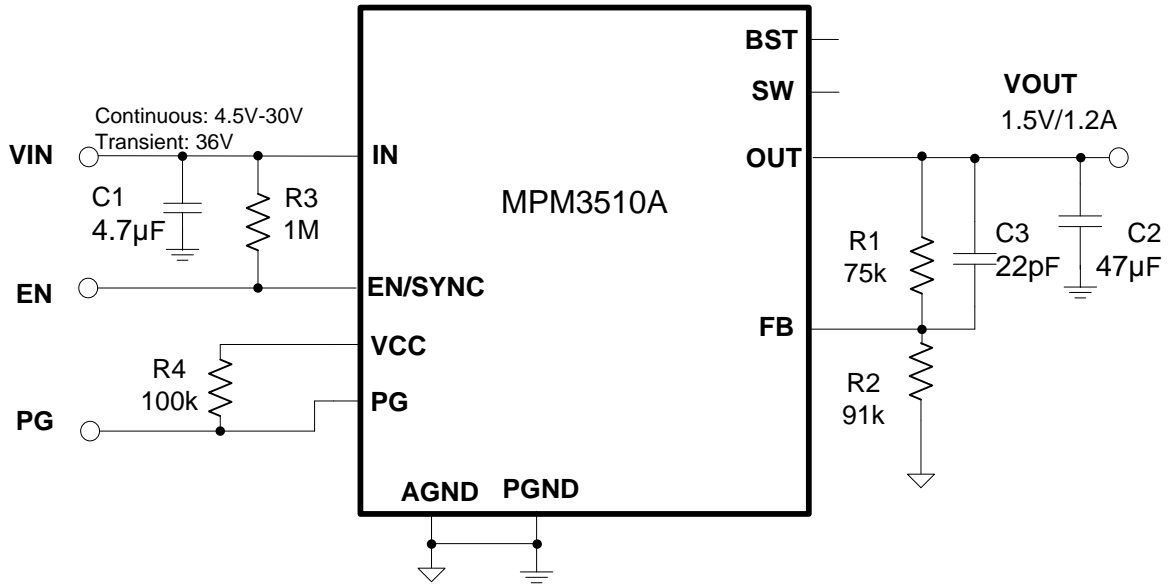 BST
SW
VOUT
1.5V/1.2A
Continuous: 4.5V-30V
Transient: 36V
VIN
IN
OUT
MPM3510A
C1
4.7µF
R3
1M
R1
75k
C3
22pF
C2
47µF
EN
EN/SYNC
FB
VCC
R4
100k
R2
91k
PG
PG
AGND
PGND